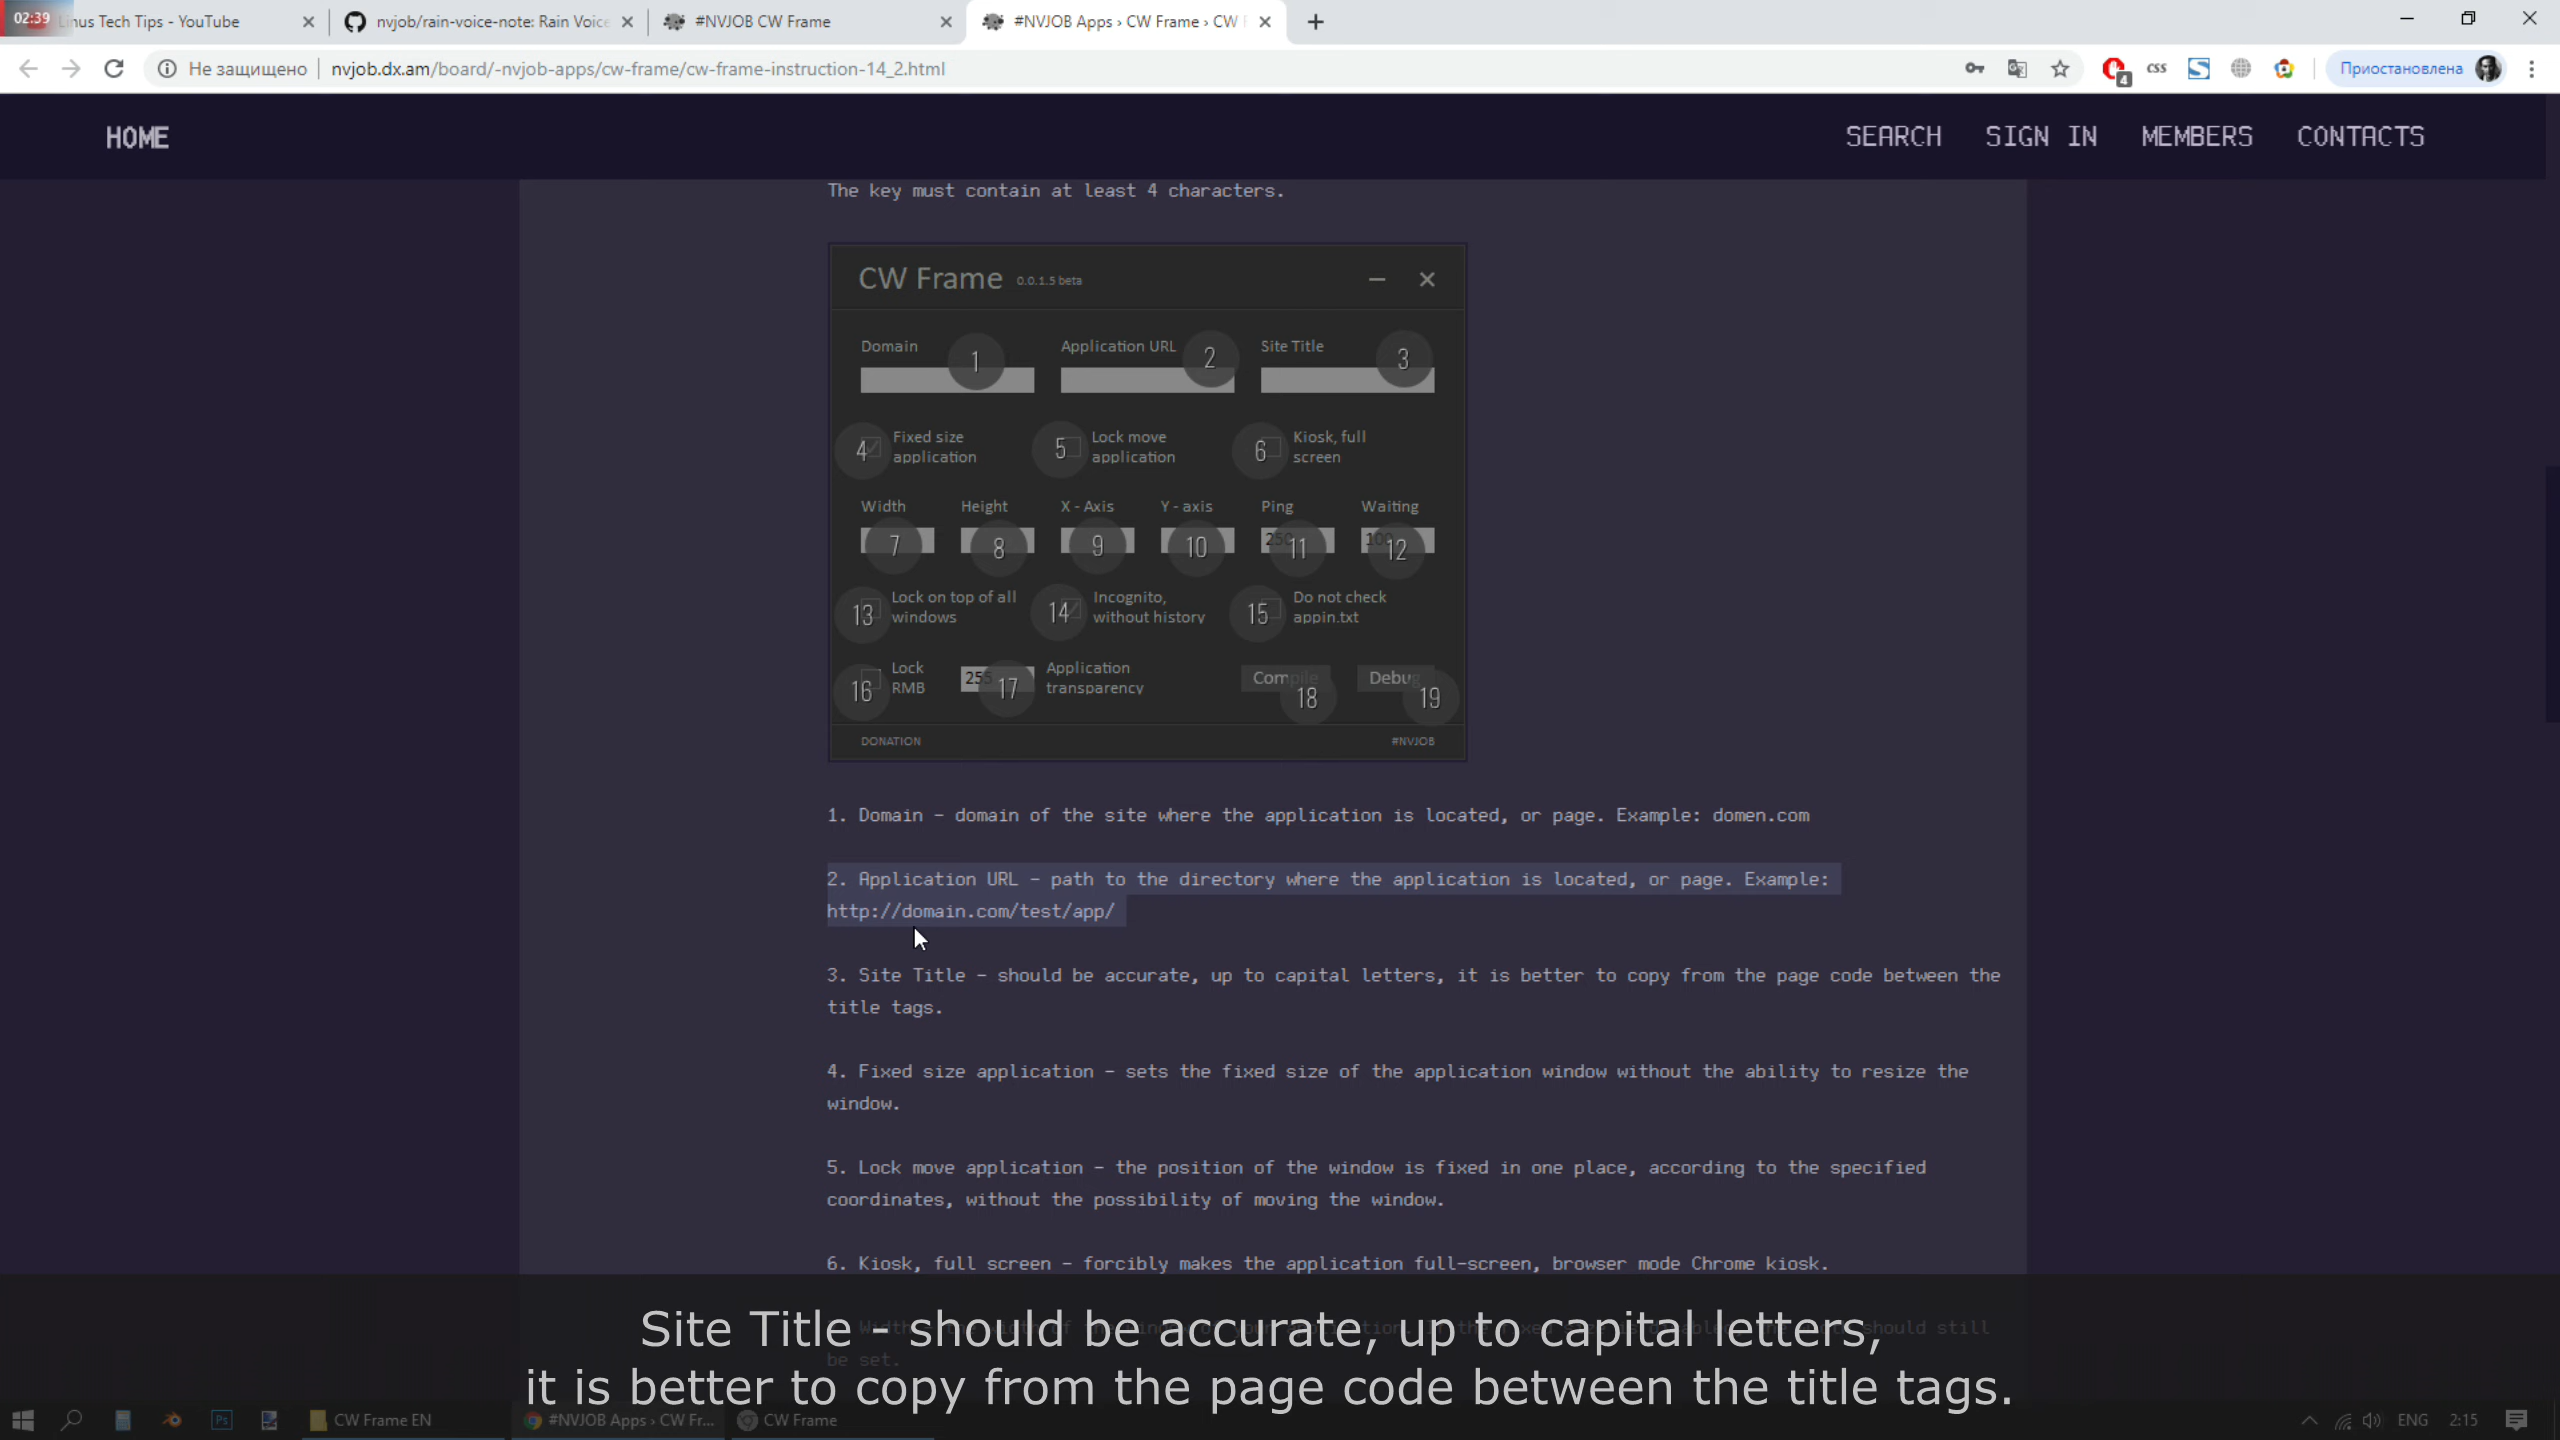 02:39
inus Tech Tips - YouTube
nvjob/rain-voice-note: Rain Voice
#NVJOB CW Frame
#NVJOB Apps › CW Frame › CW F
Не защищено
nvjob.dx.am/board/-nvjob-apps/cw-frame/cw-frame-instruction-14_2.html
4
css
Приостановлена
HOME
SEARCH
SIGN IN
MEMBERS
CONTACTS
The key must contain at least 4 characters.
CW Frame 0.0.1.5 beta
Domain 1
Application URL 2
Site Title 3
4 Fixed size
application
5 Lock move
application
6 Kiosk, full
screen
Width Height X - Axis Y - axis Ping Waiting
7 8 9 10 11 12
13 Lock on top of all
windows
14 Incognito,
without history
15 Do not check
appin.txt
16 Lock
RMB
255 17 Application
transparency
Compile 18
Debug 19
DONATION
#NVJOB
1. Domain - domain of the site where the application is located, or page. Example: domen.com
2. Application URL - path to the directory where the application is located, or page. Example:
http://domain.com/test/app/
3. Site Title - should be accurate, up to capital letters, it is better to copy from the page code between the
title tags.
4. Fixed size application - sets the fixed size of the application window without the ability to resize the
window.
5. Lock move application - the position of the window is fixed in one place, according to the specified
coordinates, without the possibility of moving the window.
6. Kiosk, full screen - forcibly makes the application full-screen, browser mode Chrome kiosk.
should still
be set.
Site Title - should be accurate, up to capital letters,
it is better to copy from the page code between the title tags.
Ps
CW Frame EN
#NVJOB Apps › CW Fr...
CW Frame
ENG
2:15